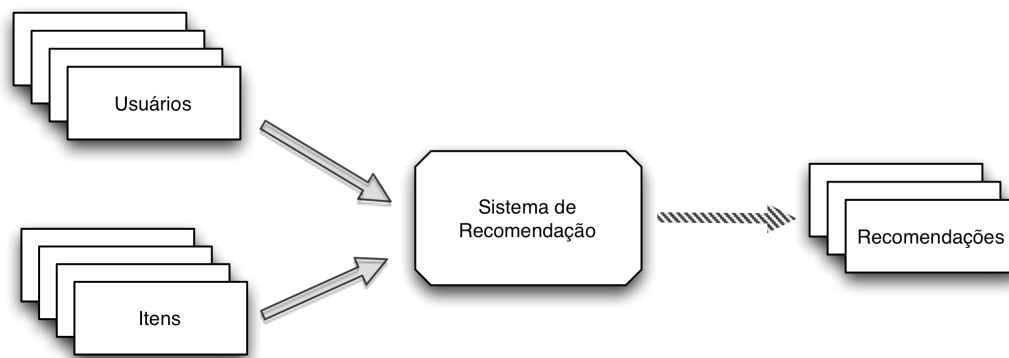 Usuários
Sistema de
Recomendação
Recomendações
Itens